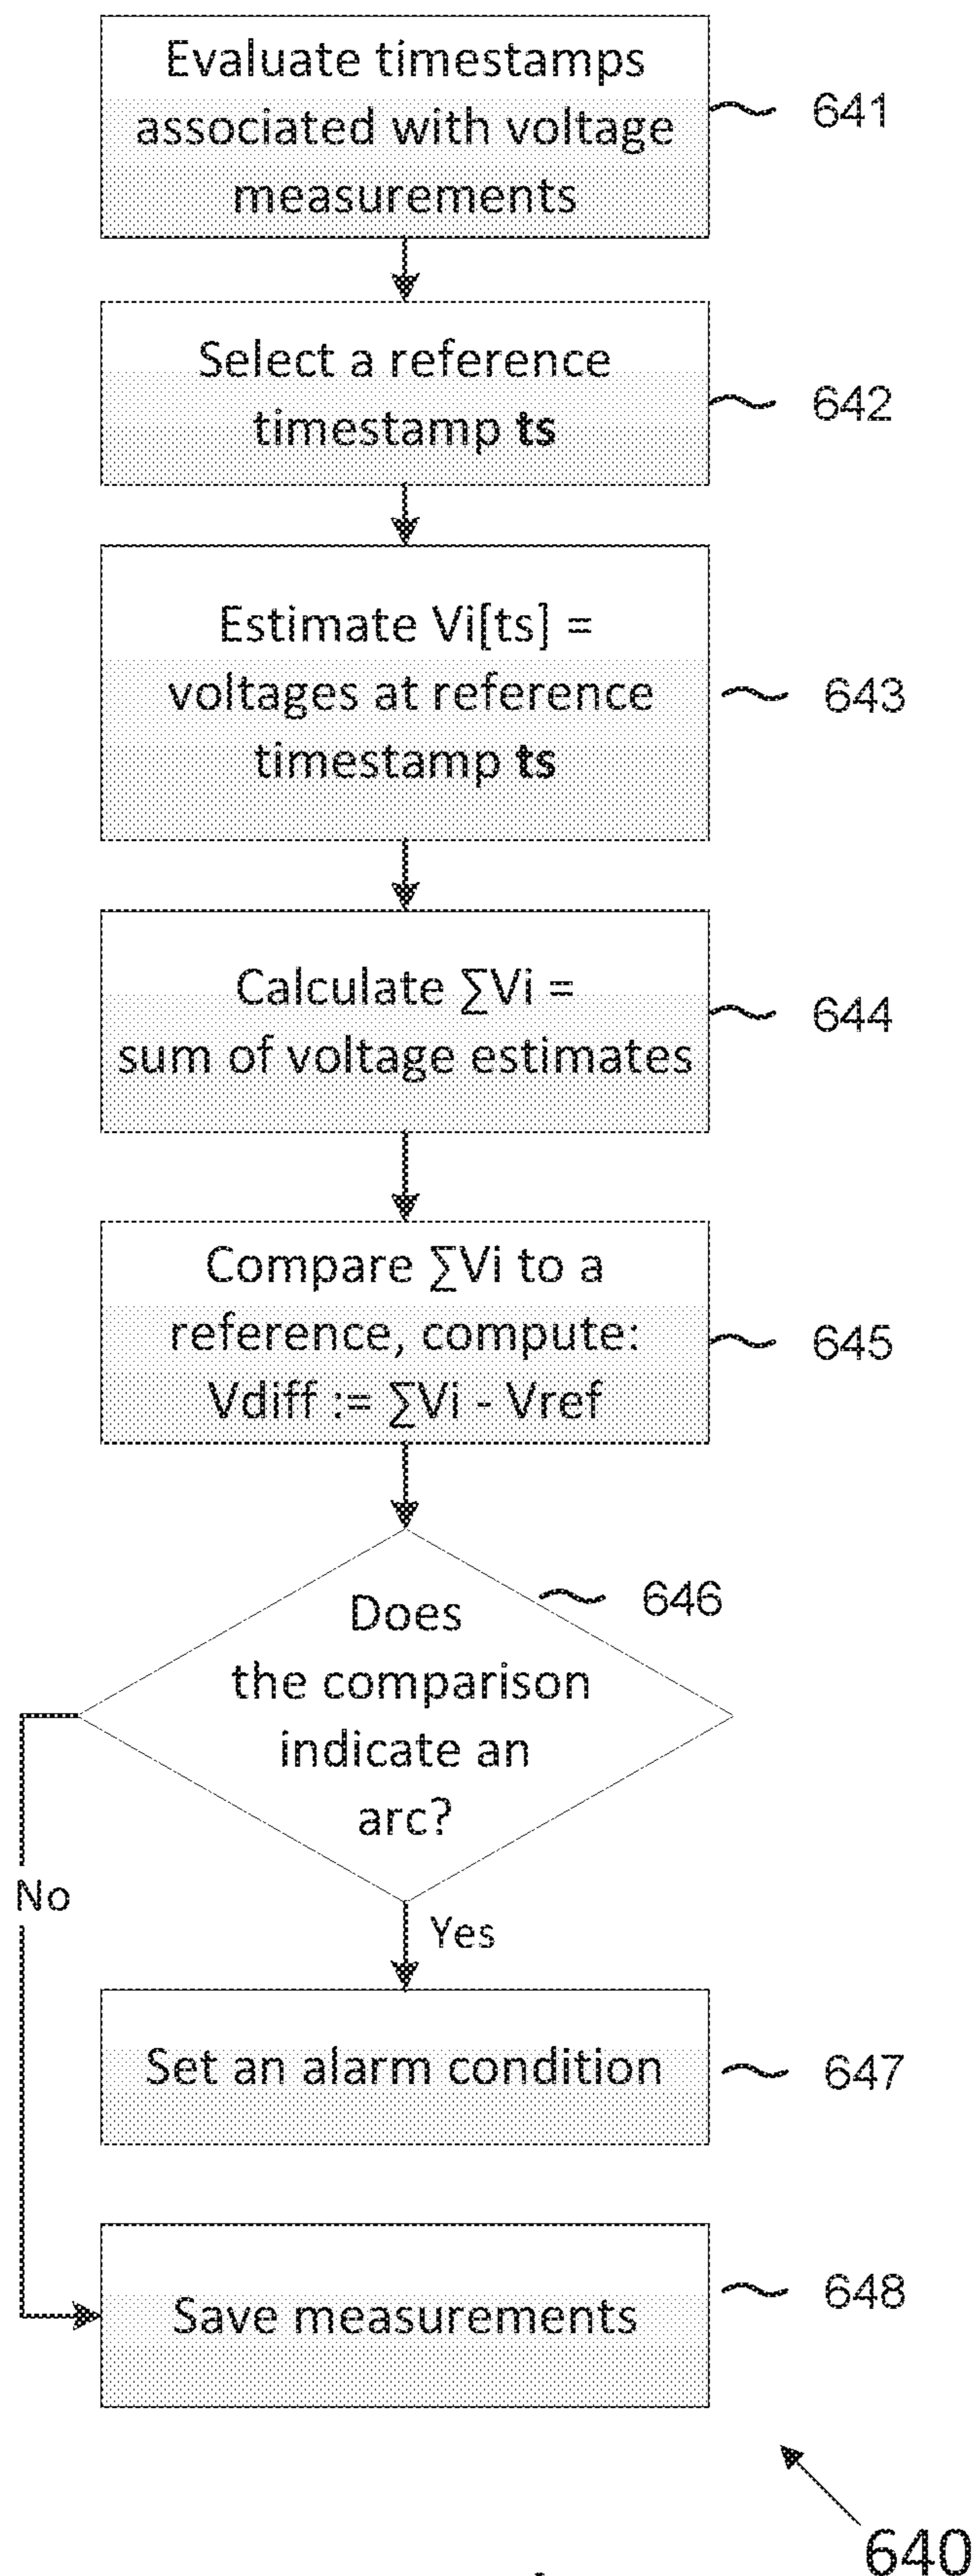 Evaluate timestamps
associated with voltage
measurements
641
Select a reference
timestamp ts
642
Estimate Vi[ts] =
voltages at reference
timestamp ts
643
Calculate ∑Vi =
sum of voltage estimates
644
Compare ∑Vi to a
reference, compute:
Vdiff := ∑Vi - Vref
645
Does
the comparison
indicate an
arc?
646
No
Yes
Set an alarm condition
647
Save measurements
648
640